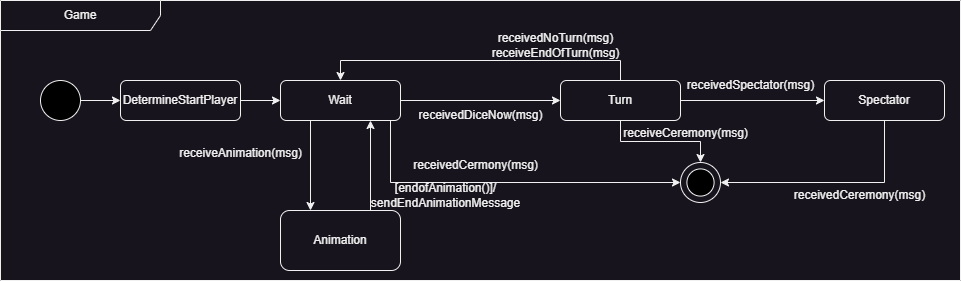 Game
receivedNoTurn(msg)
receiveEndOfTurn(msg)
DetermineStartPlayer
Wait
receivedDiceNow(msg)
Turn
receivedSpectator(msg)
Spectator
receiveCeremony(msg)
receiveAnimation(msg)
receivedCermony(msg)
[endofAnimation()]/
sendEndAnimationMessage
receivedCeremony(msg)
Animation